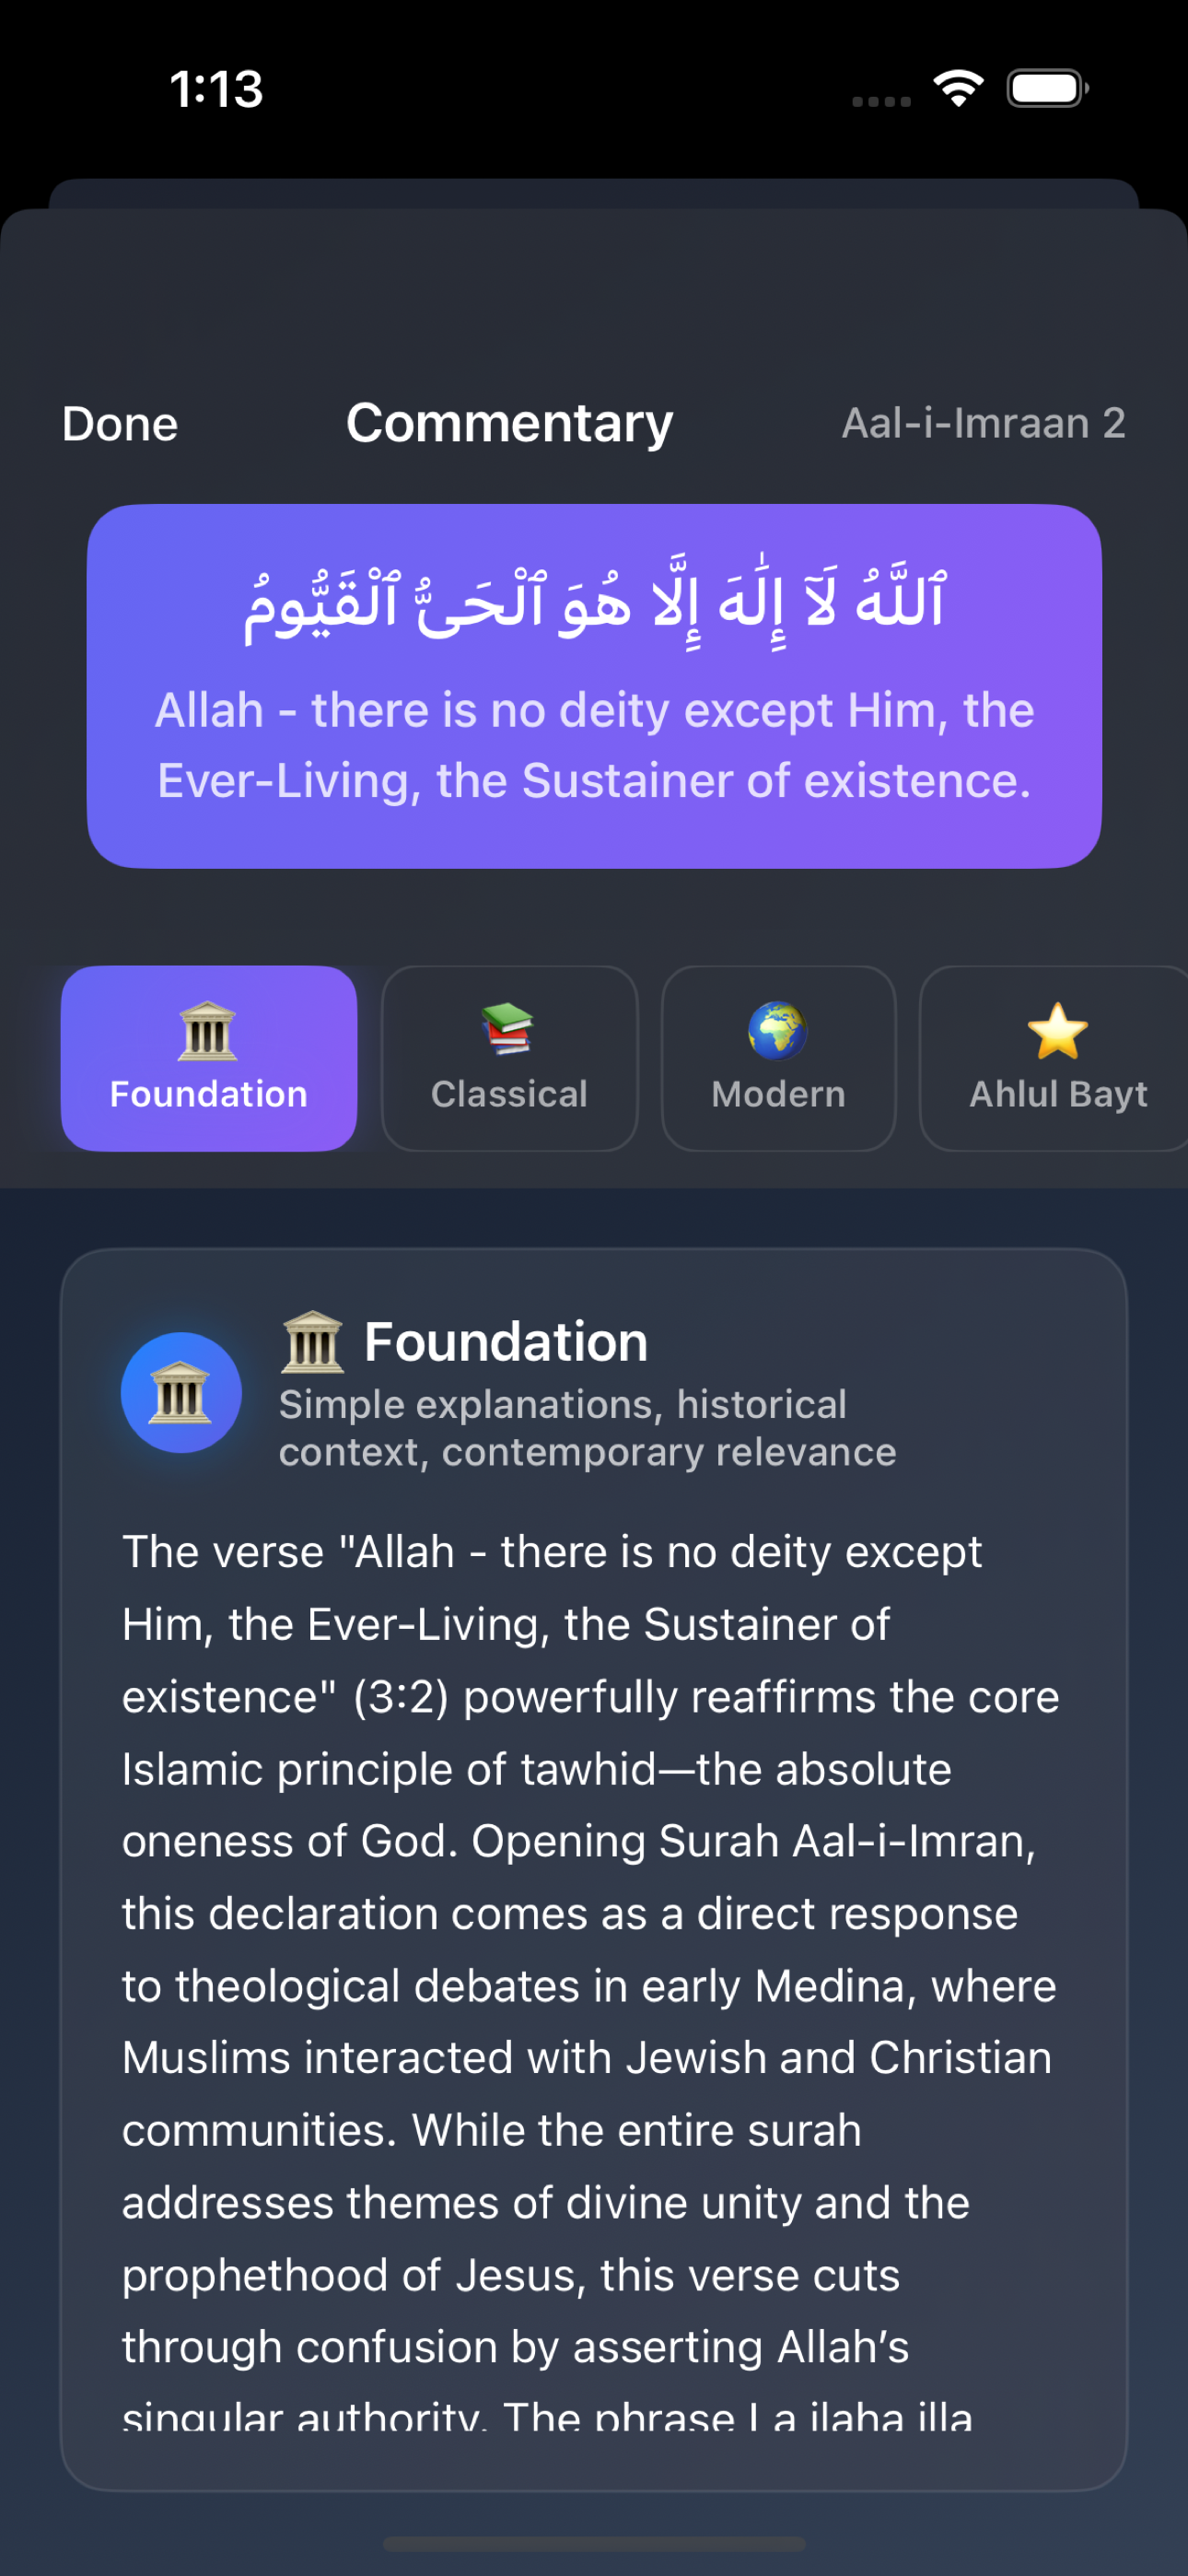 1:13
Done
Commentary
Aal-i-Imraan 2
ٱللَّهُ لَآ إِلَٰهَ إِلَّا هُوَ ٱلْحَىُّ ٱلْقَيُّومُ
Allah - there is no deity except Him, the
Ever-Living, the Sustainer of existence.
Foundation
Classical
Modern
Ahlul Bayt
Foundation
Simple explanations, historical
context, contemporary relevance
The verse "Allah - there is no deity except
Him, the Ever-Living, the Sustainer of
existence" (3:2) powerfully reaffirms the core
Islamic principle of tawhid—the absolute
oneness of God. Opening Surah Aal-i-Imran,
this declaration comes as a direct response
to theological debates in early Medina, where
Muslims interacted with Jewish and Christian
communities. While the entire surah
addresses themes of divine unity and the
prophethood of Jesus, this verse cuts
through confusion by asserting Allah’s
singular authority. The phrase La ilaha illa